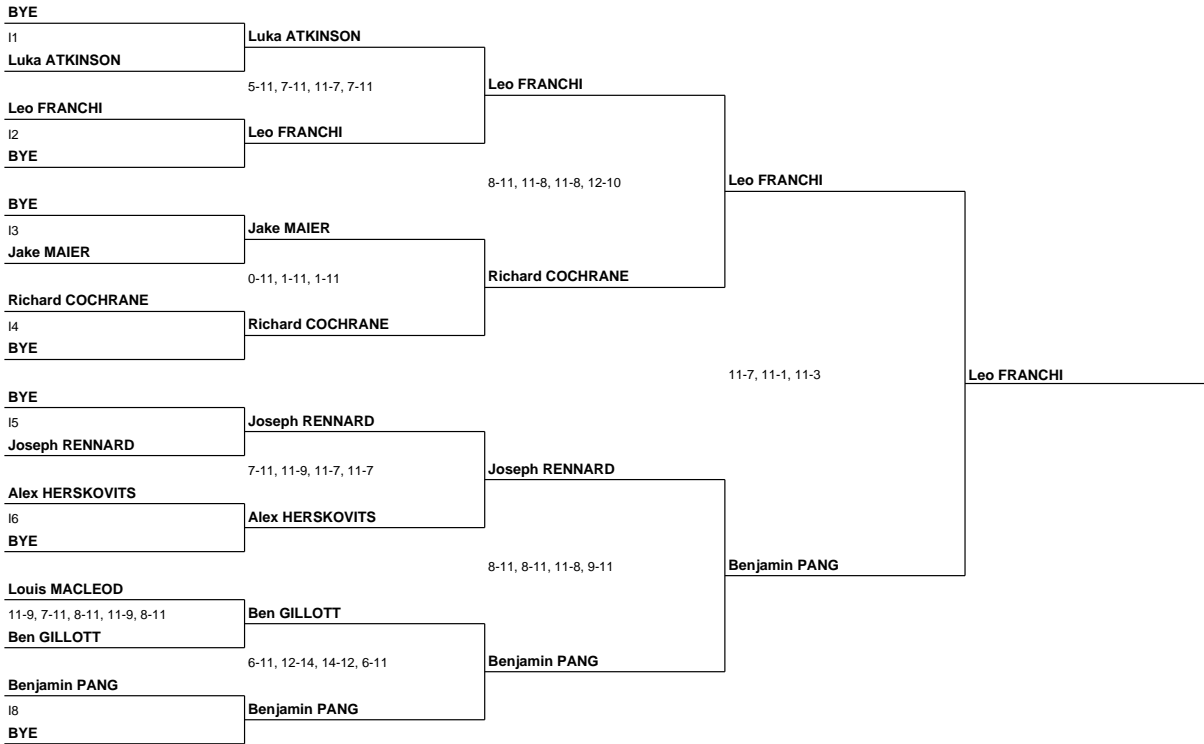 BYE
I1
Luka ATKINSON
Leo FRANCHI
I2
BYE
BYE
I3
Jake MAIER
Richard COCHRANE
I4
BYE
BYE
I5
Joseph RENNARD
Alex HERSKOVITS
I6
BYE
Louis MACLEOD
11-9, 7-11, 8-11, 11-9, 8-11
Ben GILLOTT
Benjamin PANG
I8
BYE
Luka ATKINSON
5-11, 7-11, 11-7, 7-11
Leo FRANCHI
Jake MAIER
0-11, 1-11, 1-11
Richard COCHRANE
Joseph RENNARD
7-11, 11-9, 11-7, 11-7
Alex HERSKOVITS
Ben GILLOTT
6-11, 12-14, 14-12, 6-11
Benjamin PANG
Leo FRANCHI
8-11, 11-8, 11-8, 12-10
Richard COCHRANE
Joseph RENNARD
8-11, 8-11, 11-8, 9-11
Benjamin PANG
Leo FRANCHI
11-7, 11-1, 11-3
Benjamin PANG
Leo FRANCHI